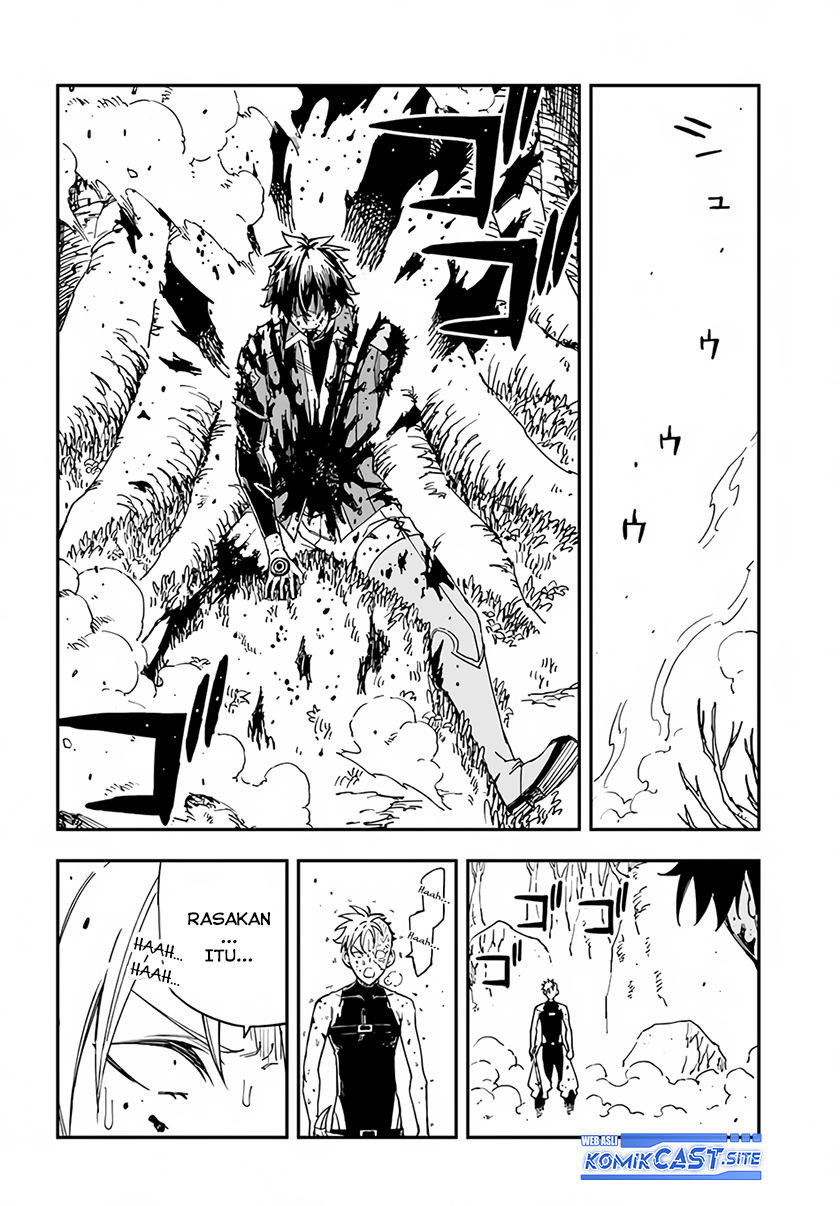 シュウウウ
ゴゴ
ゴ
ゴゴゴ
Haah...
Haah...
RASAKAN
...
ITU...
HAAH...
HAAH...
WEB ASLI
KOMIKCAST.SITE